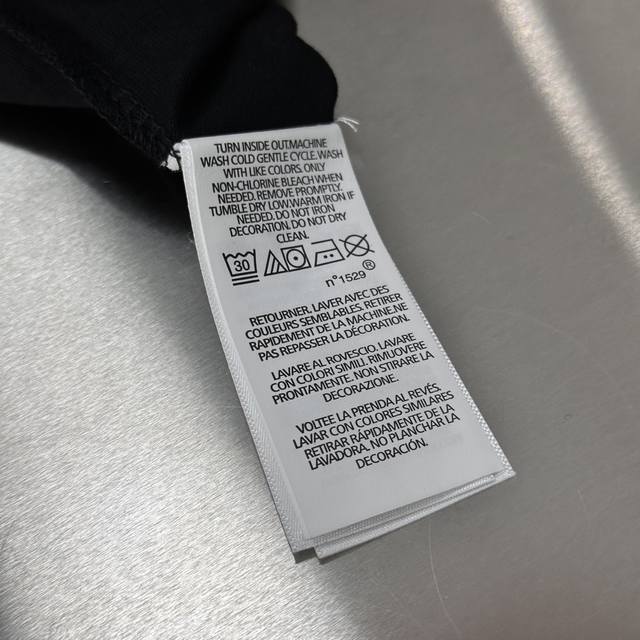 TURN INSIDE OUTMACHINE
WASH COLD GENTLE CYCLE. WASH
WITH LIKE COLORS. ONLY
NON-CHLORINE BLEACH WHEN
NEEDED. REMOVE PROMPTLY.
TUMBLE DRY LOW. WARM IRON IF
NEEDED. DO NOT IRON
DECORATION. DO NOT DRY
CLEAN.
30
n°1529®
RETOURNER. LAVER AVEC DES
COULEURS SEMBLABLES. RETIRER
RAPIDEMENT DE LA MACHINE.NE
PAS REPASSER LA DÉCORATION.
LAVARE AL ROVESCIO. LAVARE
CON COLORI SIMILI. RIMUOVERE
PRONTAMENTE. NON STIRARE LA
DECORAZIONE.
VOLTEE LA PRENDA AL REVÉS.
LAVAR CON COLORES SIMILARES
RETIRAR RÁPIDAMENTE DE LA
LAVADORA, NO PLANCHAR LA
DECORACIÓN.